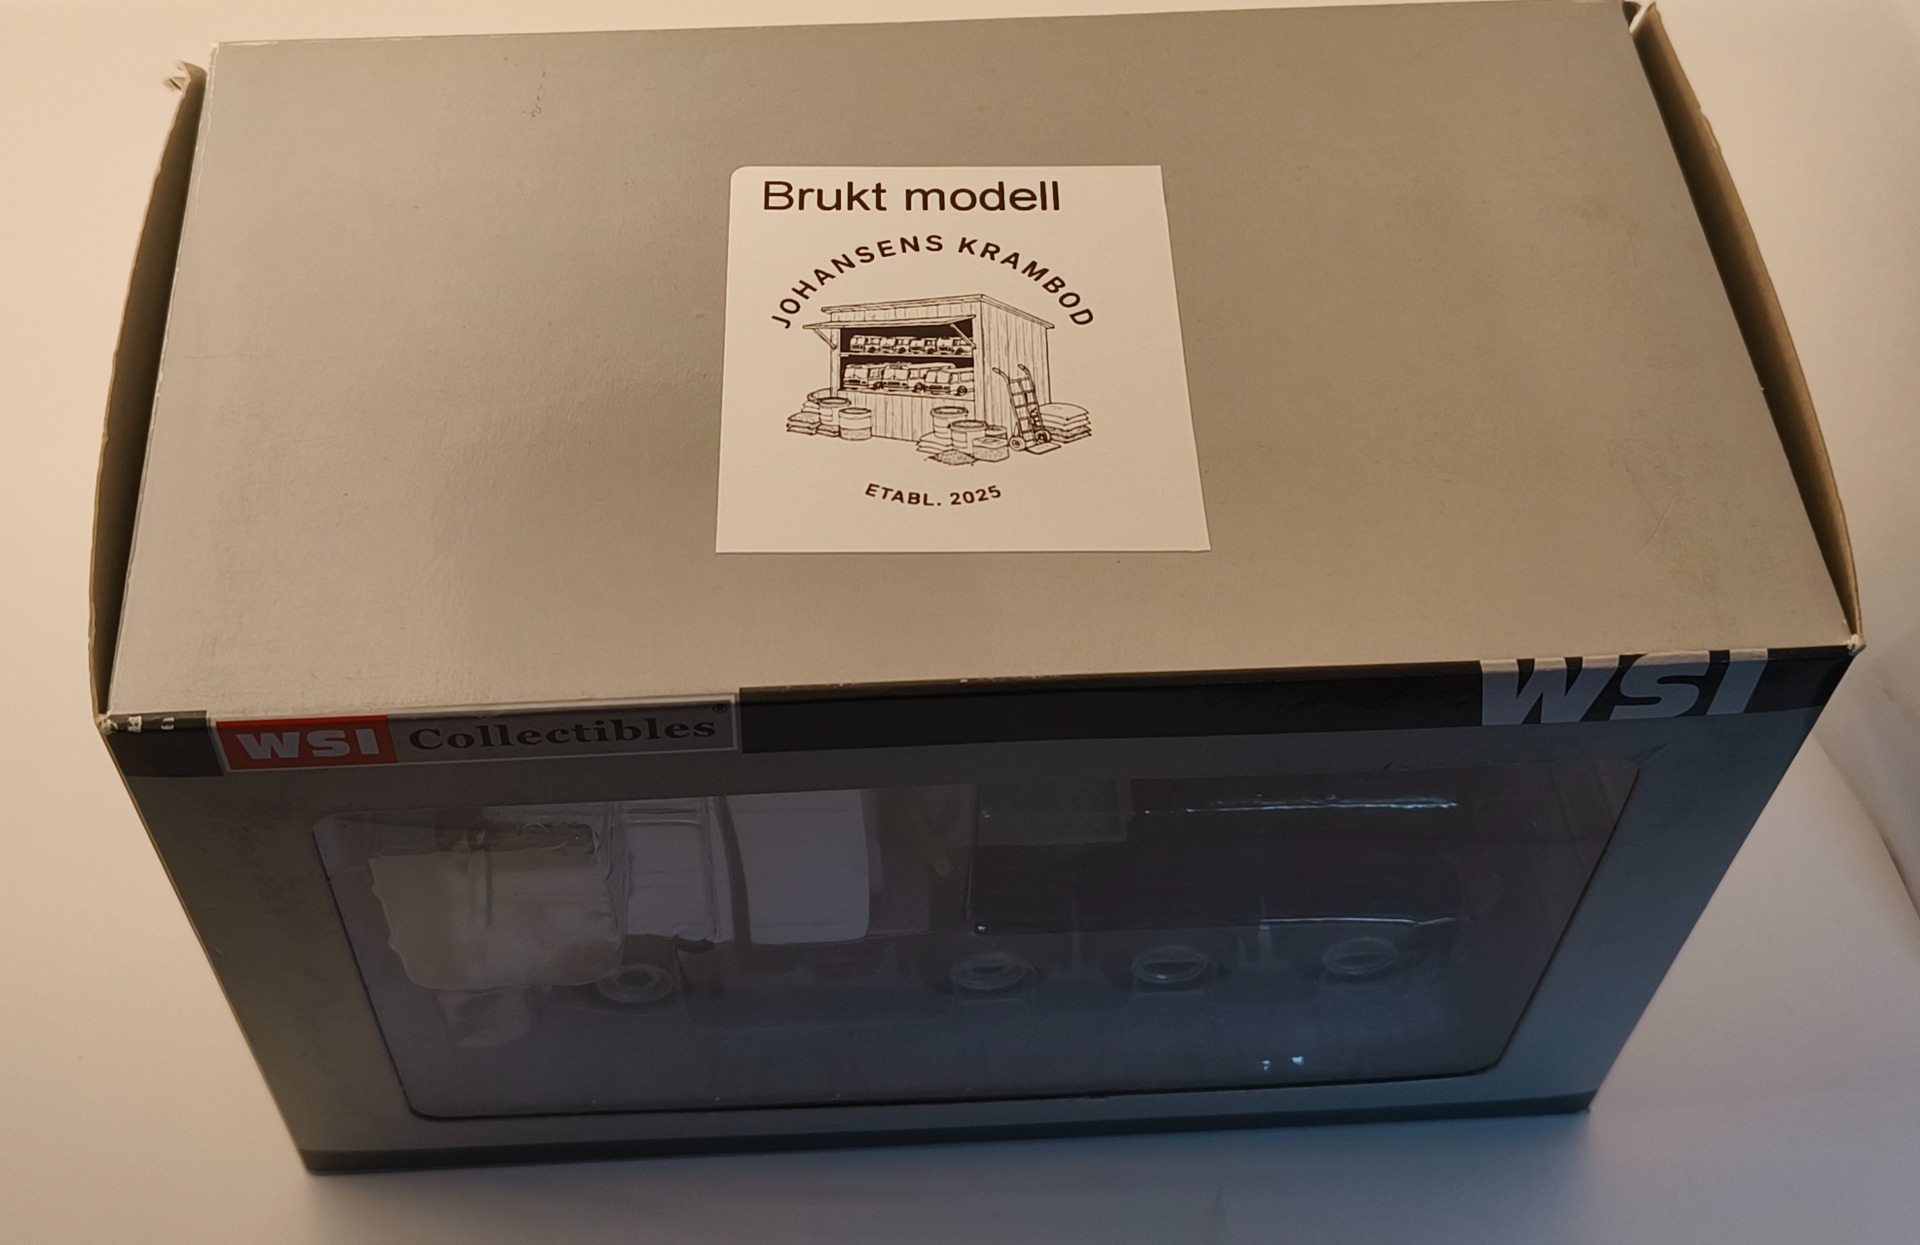 Brukt modell
JOHANSENS KRAMBOD
ETABL. 2025
WSI Collectibles®
WSI